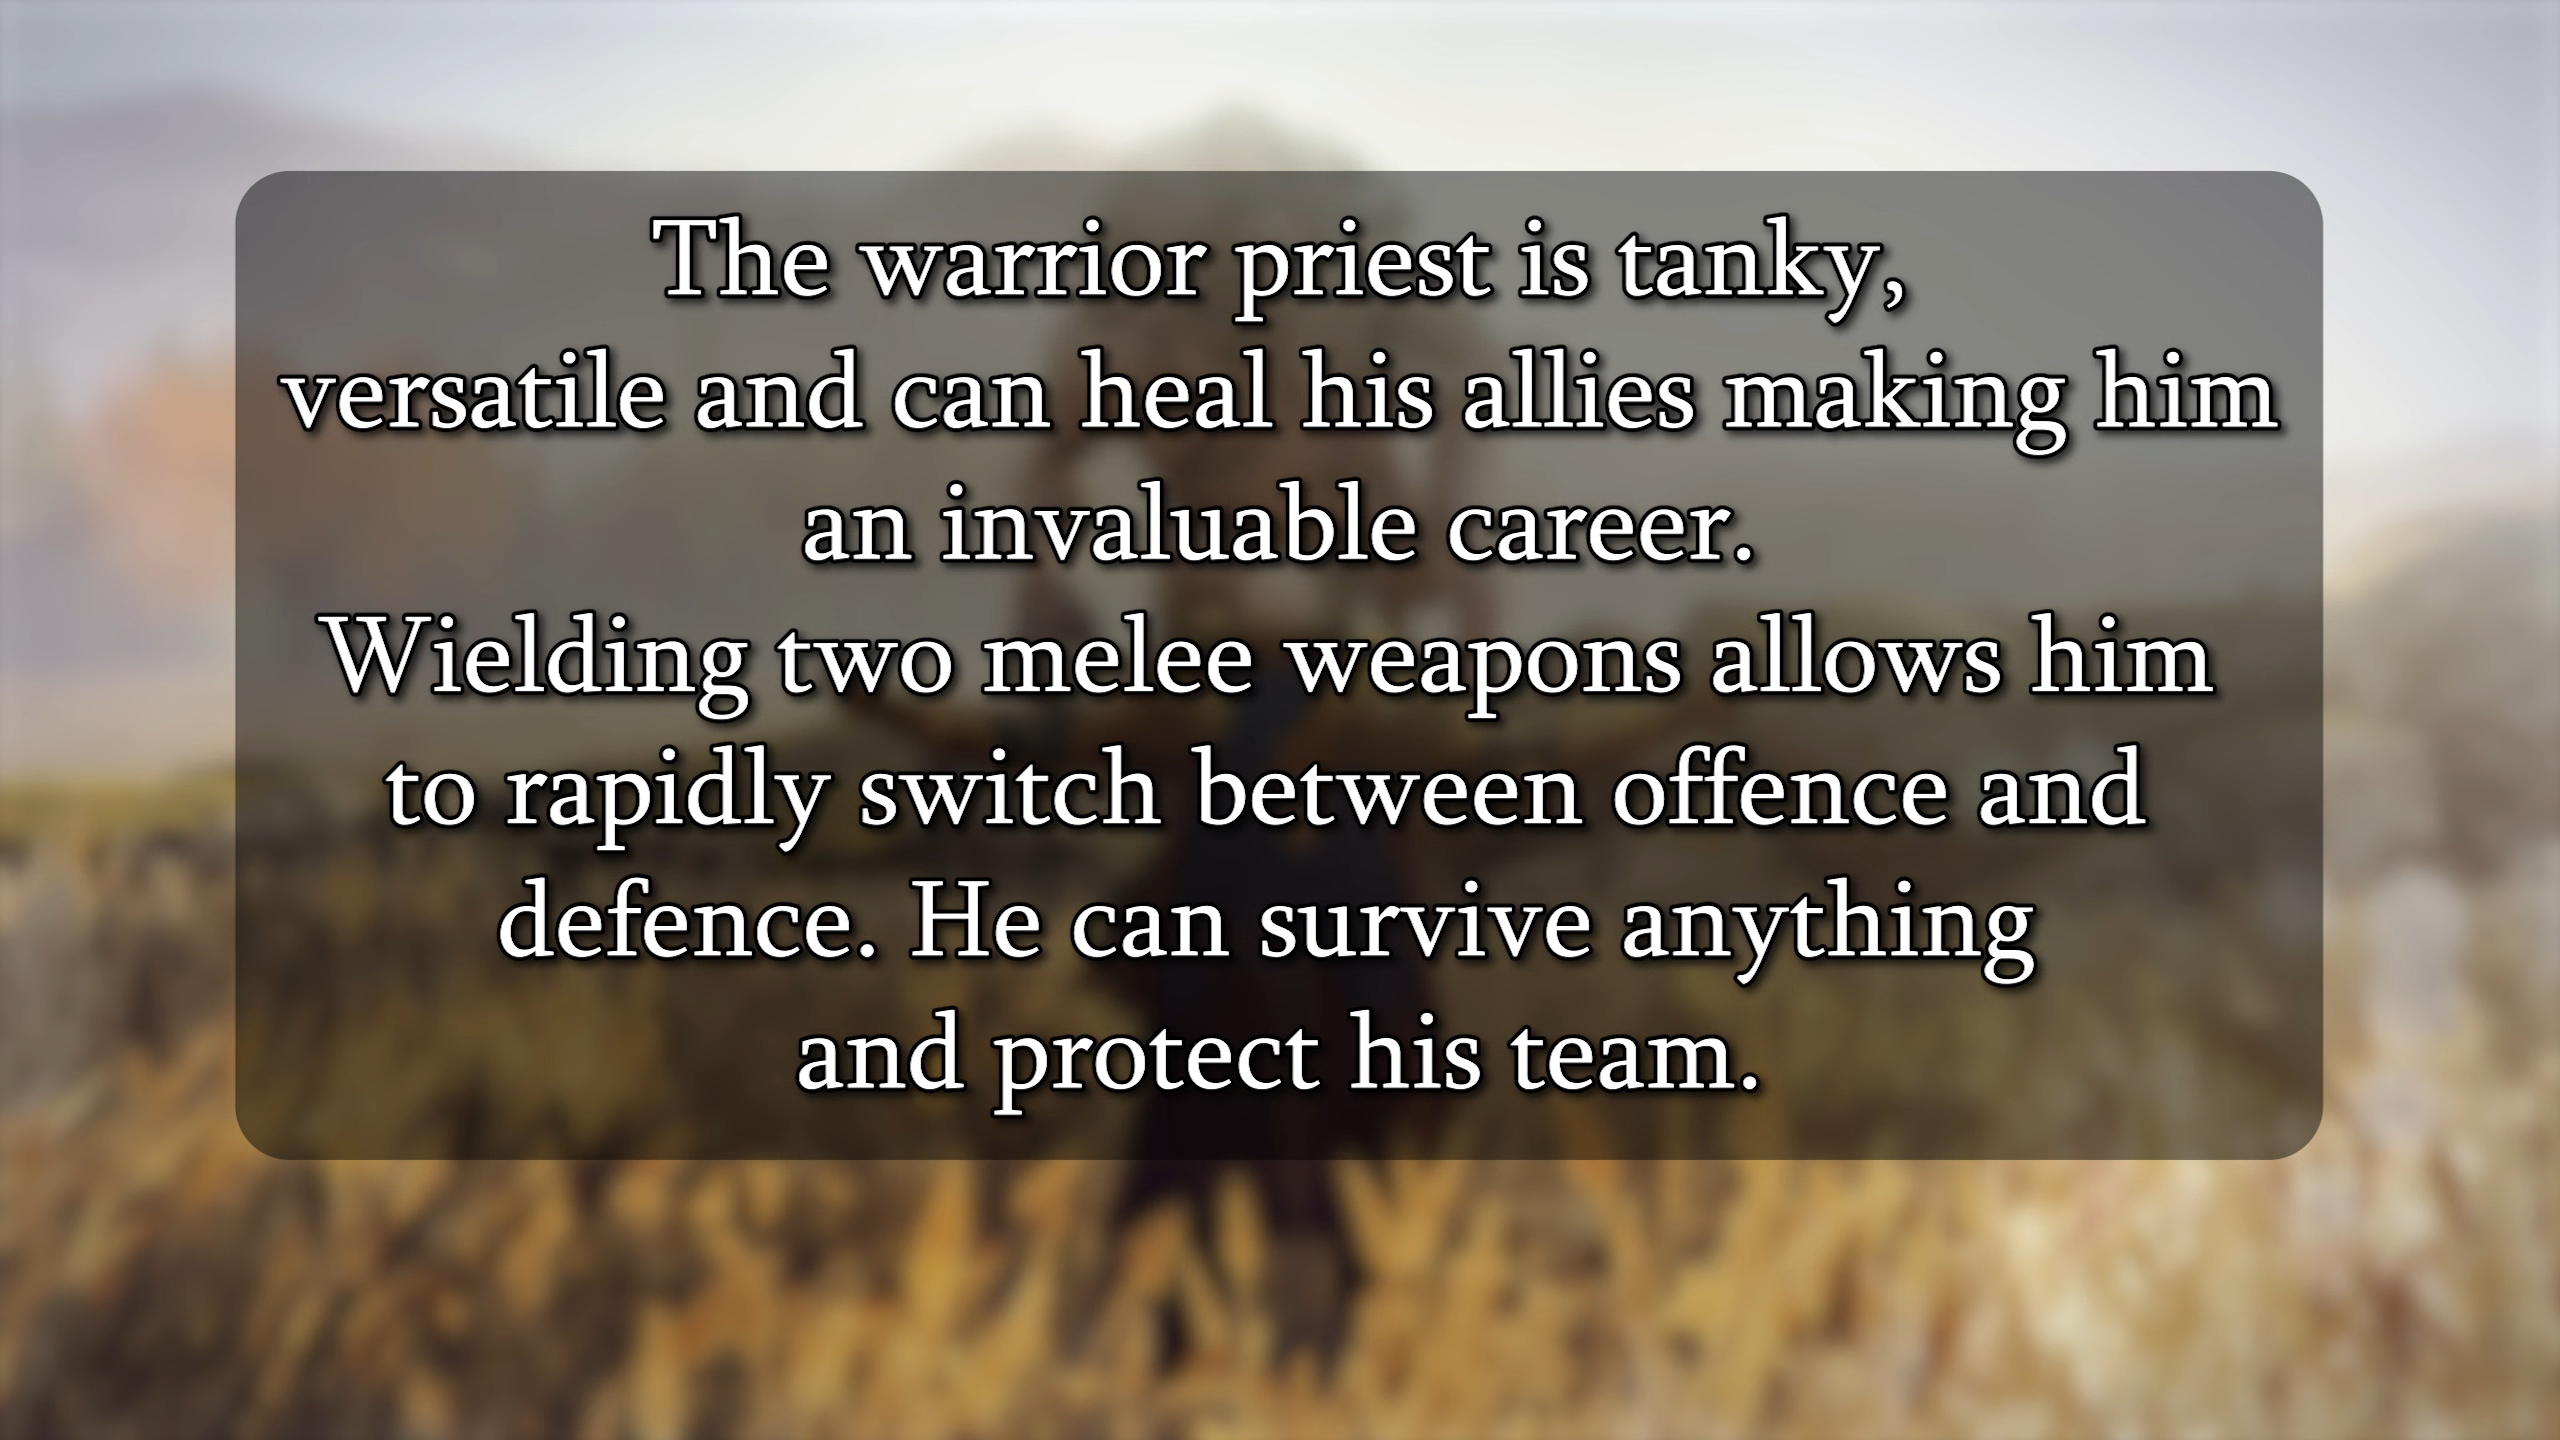 The warrior priest is tanky,
versatile and can heal his allies making him
an invaluable career.
Wielding two melee weapons allows him
to rapidly switch between offence and
defence. He can survive anything
and protect his team.